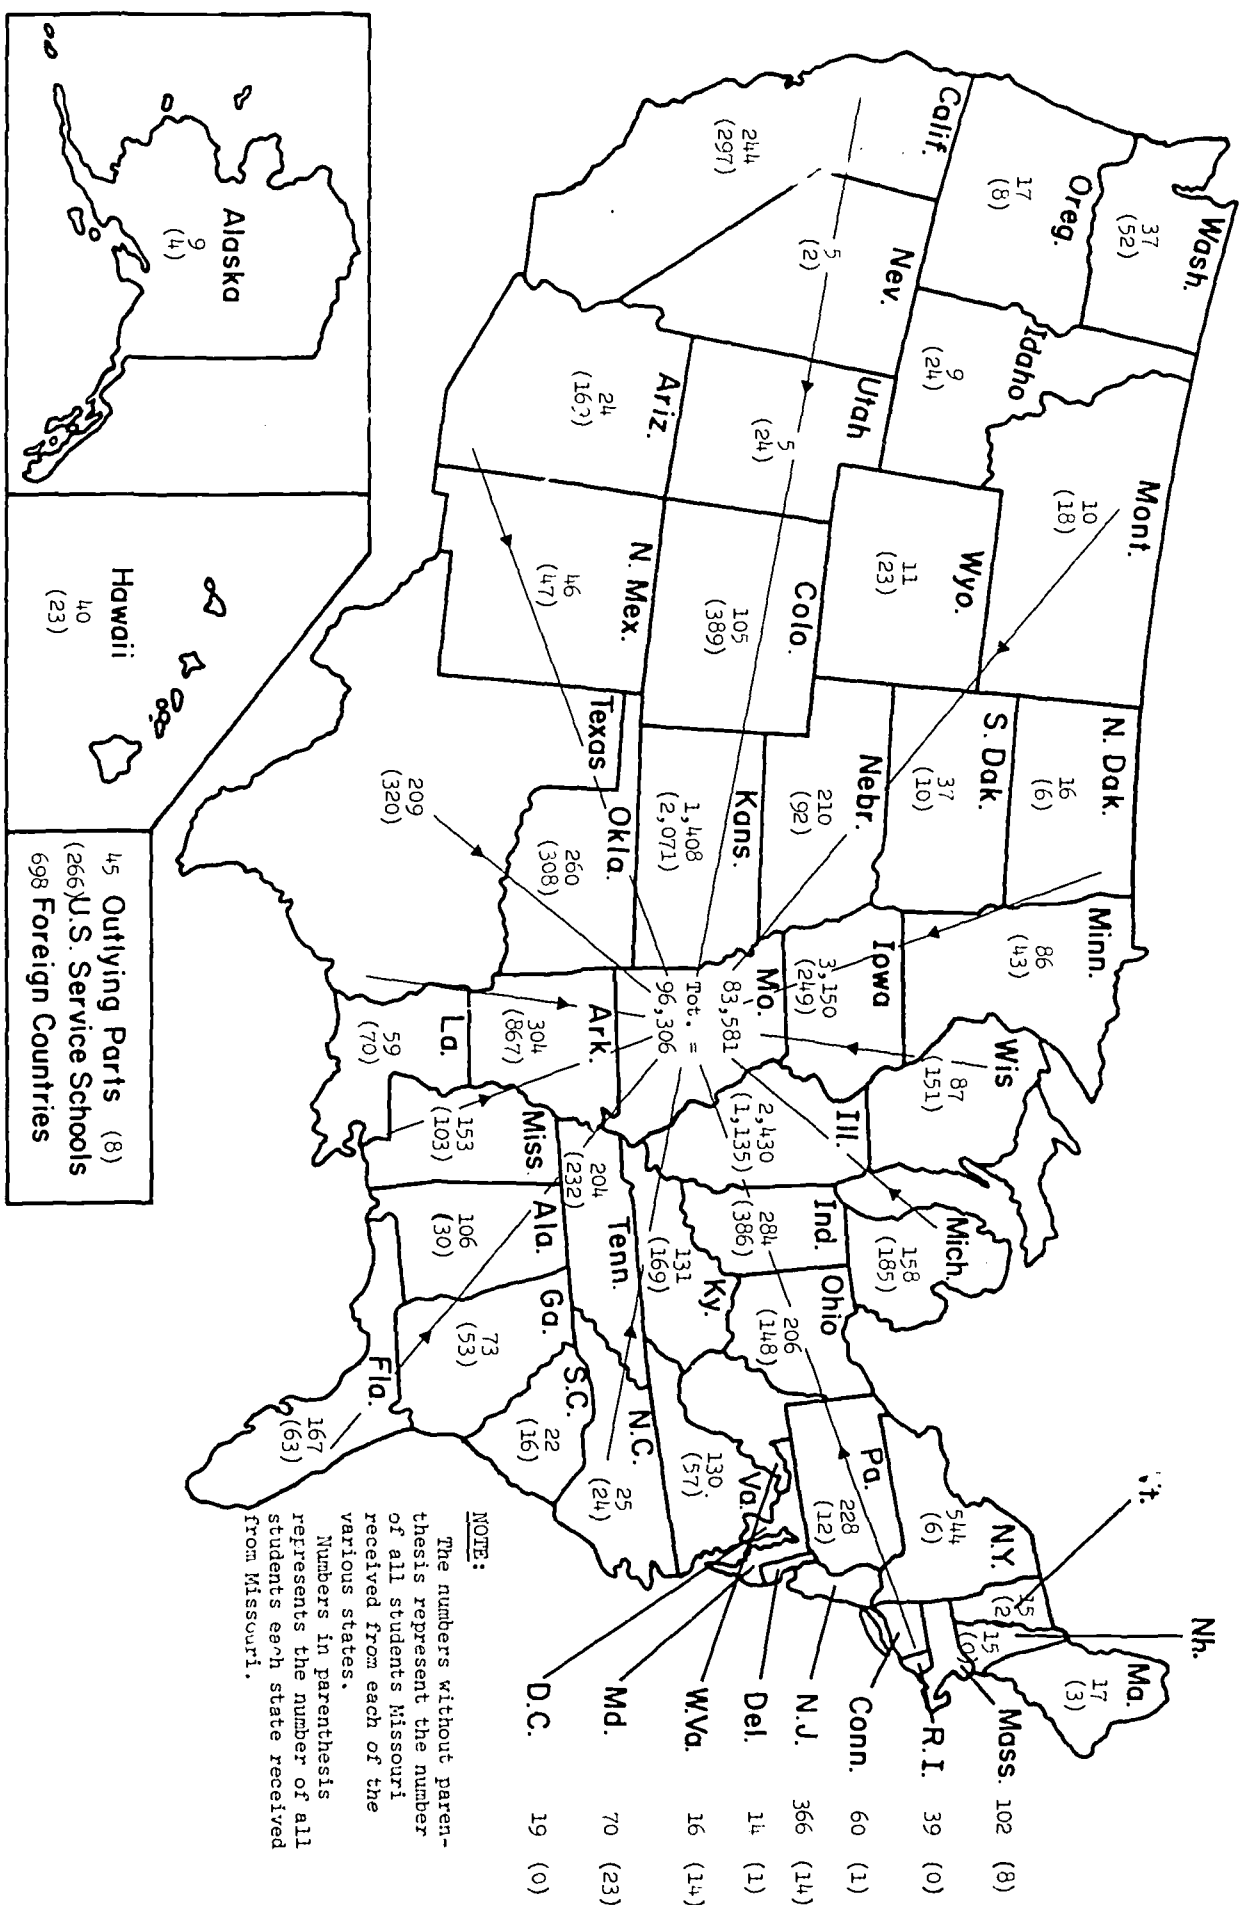 Wash.
37
(52)
Oreg.
17
(8)
Calif.
244
(297)
Nev.
5
(2)
Idaho
9
(24)
Mont.
10
(18)
Wyo.
11
(23)
Utah
5
(24)
Ariz.
24
Colo.
105
(389)
N. Mex.
46
(47)
N. Dak.
16
(6)
S. Dak.
37
(10)
Nebr.
210
(92)
Kans.
1,408
(2,071)
Okla.
260
(308)
Texas
209
(320)
Minn.
86
(43)
Iowa
3,150
(249)
Mo.
83,581
Tot. =
96,306
Ark.
304
(867)
La.
59
(70)
Wis
87
(151)
Ill.
2,430
(1,135)
Mich.
158
(185)
Ind.
284
(386)
Ohio
206
(148)
Ky.
131
(169)
Tenn.
204
(232)
Miss.
153
(103)
Ala.
106
(30)
Ga.
73
(53)
Fla.
167
(63)
S.C.
22
(16)
N.C.
25
(24)
Va.
130.
(57)
Pa.
228
(12)
N.Y.
544
(6)
Nh.
15
Ma.
17
(3)
Mass. 102 (8)
R.I. 39 (0)
Conn. 60 (1)
N.J. 366 (14)
Del. 14 (1)
W.Va. 16 (14)
Md. 70 (23)
D.C. 19 (0)
Alaska
9
(4)
Hawaii
40
(23)
45 Outlying Parts (8)
(266)U.S. Service Schools
698 Foreign Countries
NOTE:
The numbers without paren-
thesis represent the number
of all students Missouri
received from each of the
various states.
Numbers in parenthesis
represents the number of all
students each state received
from Missouri.